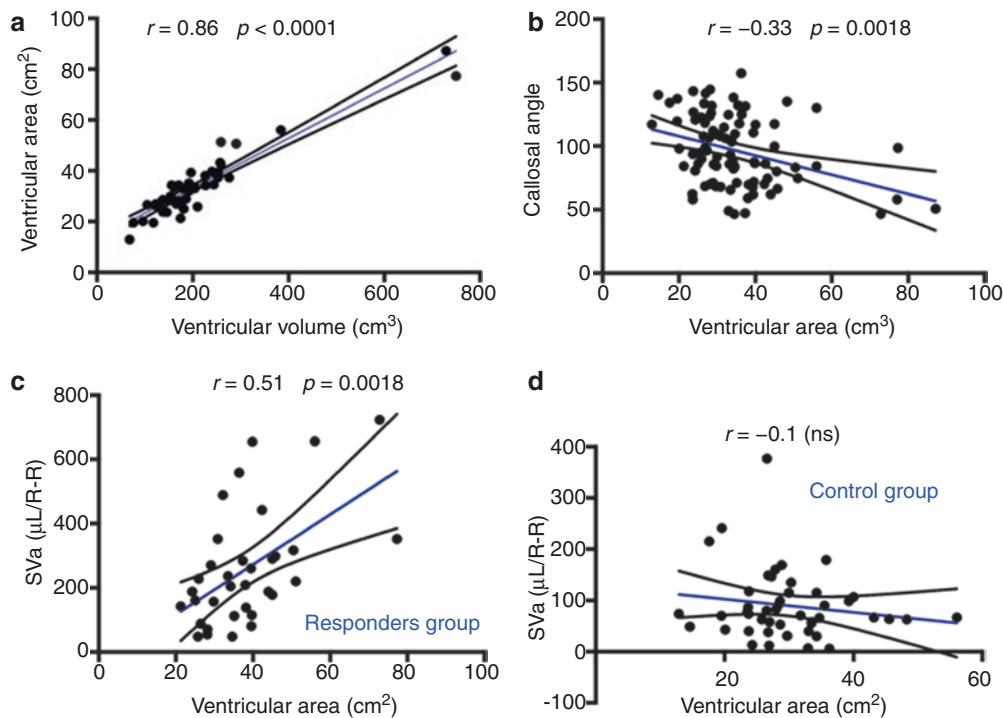 a
r = 0.86 p < 0.0001
Ventricular area (cm²)
100
80
60
40
20
0
0 200 400 600 800
Ventricular volume (cm³)
b
r = −0.33 p = 0.0018
Callosal angle
200
150
100
50
0
0 20 40 60 80 100
Ventricular area (cm³)
c
r = 0.51 p = 0.0018
SVa (μL/R-R)
800
600
400
200
0
Responders group
0 20 40 60 80 100
Ventricular area (cm²)
d
r = −0.1 (ns)
SVa (μL/R-R)
400
300
200
100
0
-100
Control group
20 40 60
Ventricular area (cm²)